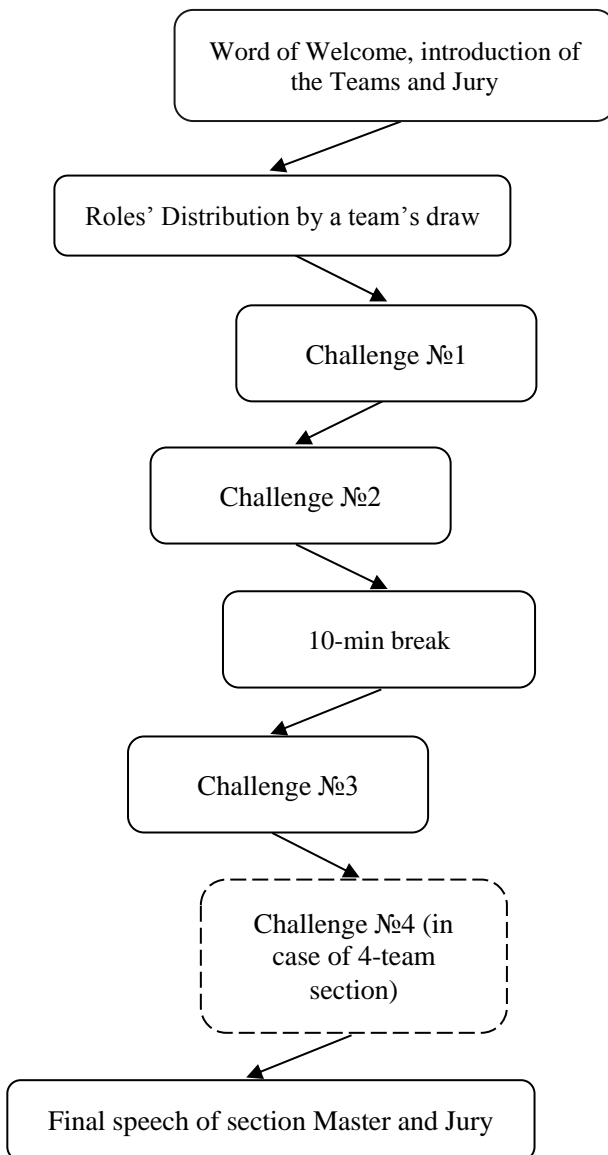 Word of Welcome, introduction of
the Teams and Jury
Roles’ Distribution by a team’s draw
Challenge №1
Challenge №2
10-min break
Challenge №3
Challenge №4 (in
case of 4-team
section)
Final speech of section Master and Jury